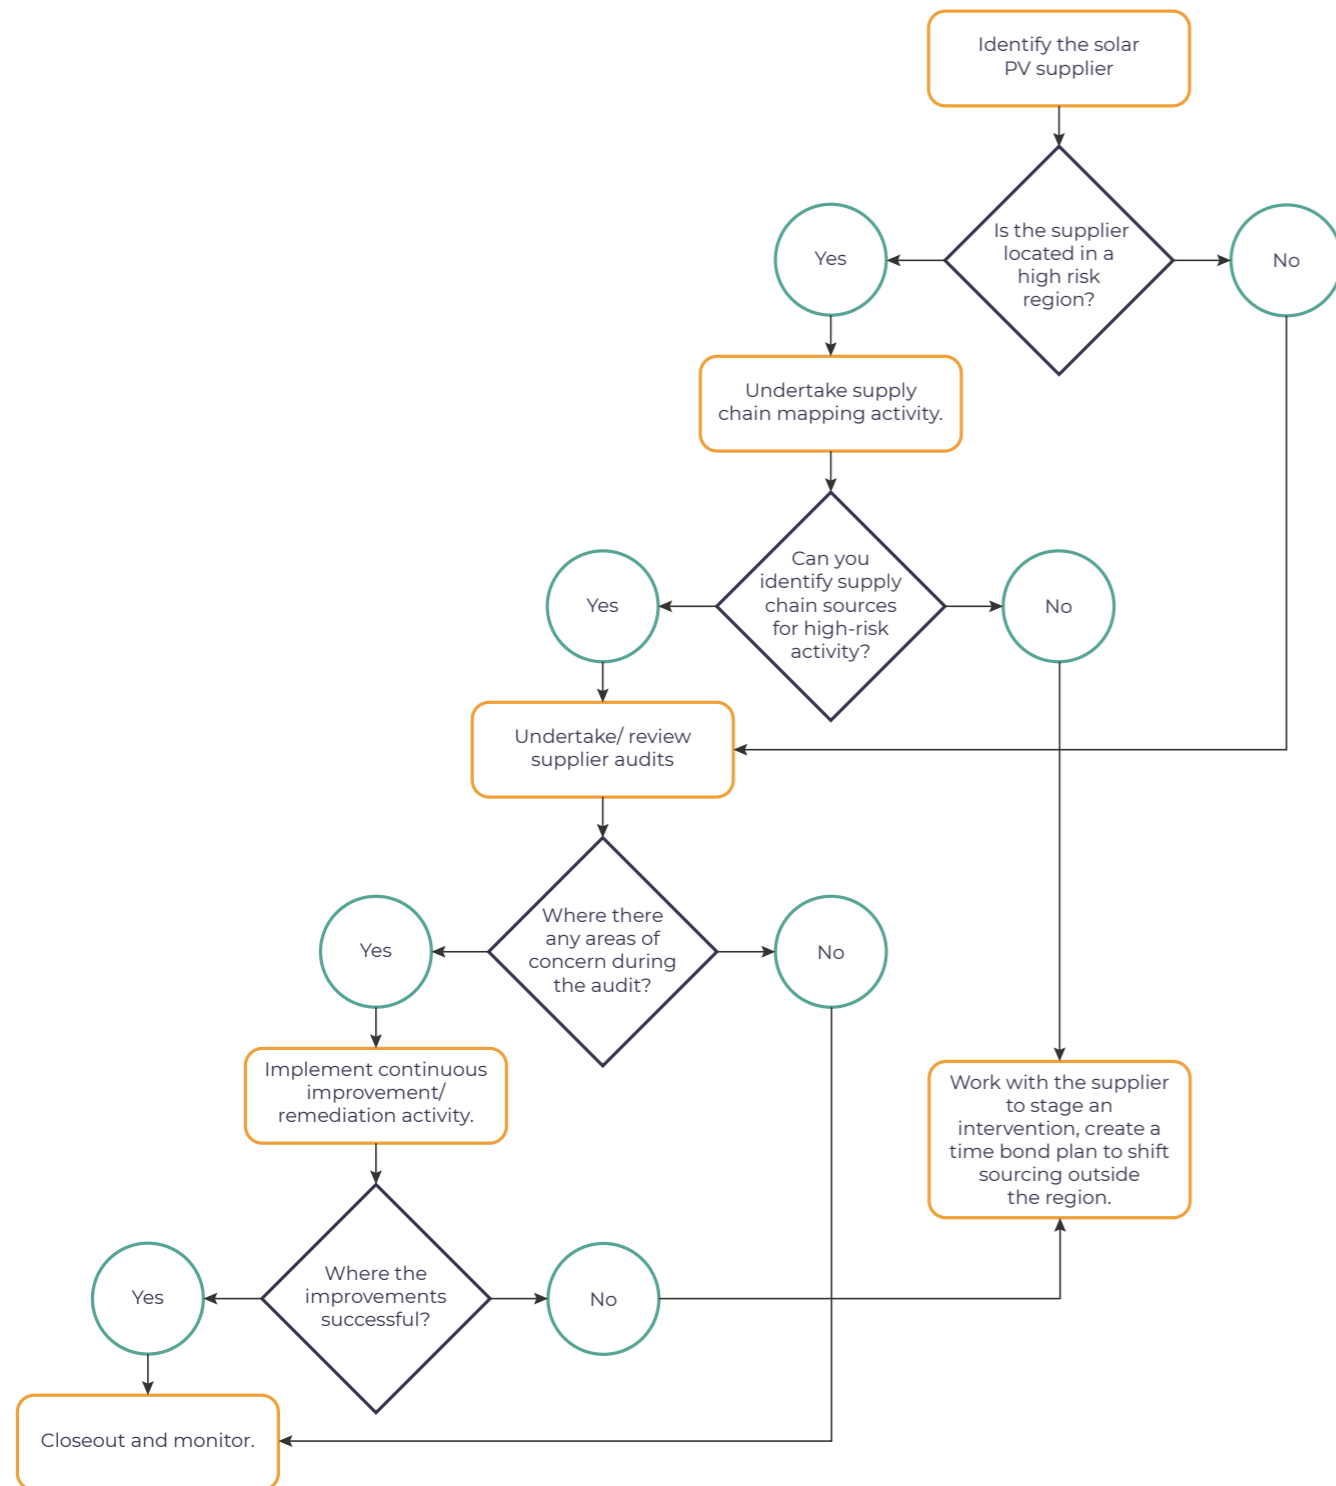 Identify the solar
PV supplier
Is the supplier
located in a
high risk
region?
Yes
No
Undertake supply
chain mapping activity.
Can you
identify supply
chain sources
for high-risk
activity?
Yes
No
Undertake/ review
supplier audits
Where there
any areas of
concern during
the audit?
Yes
No
Implement continuous
improvement/
remediation activity.
Work with the supplier
to stage an
intervention, create a
time bond plan to shift
sourcing outside
the region.
Where the
improvements
successful?
Yes
No
Closeout and monitor.